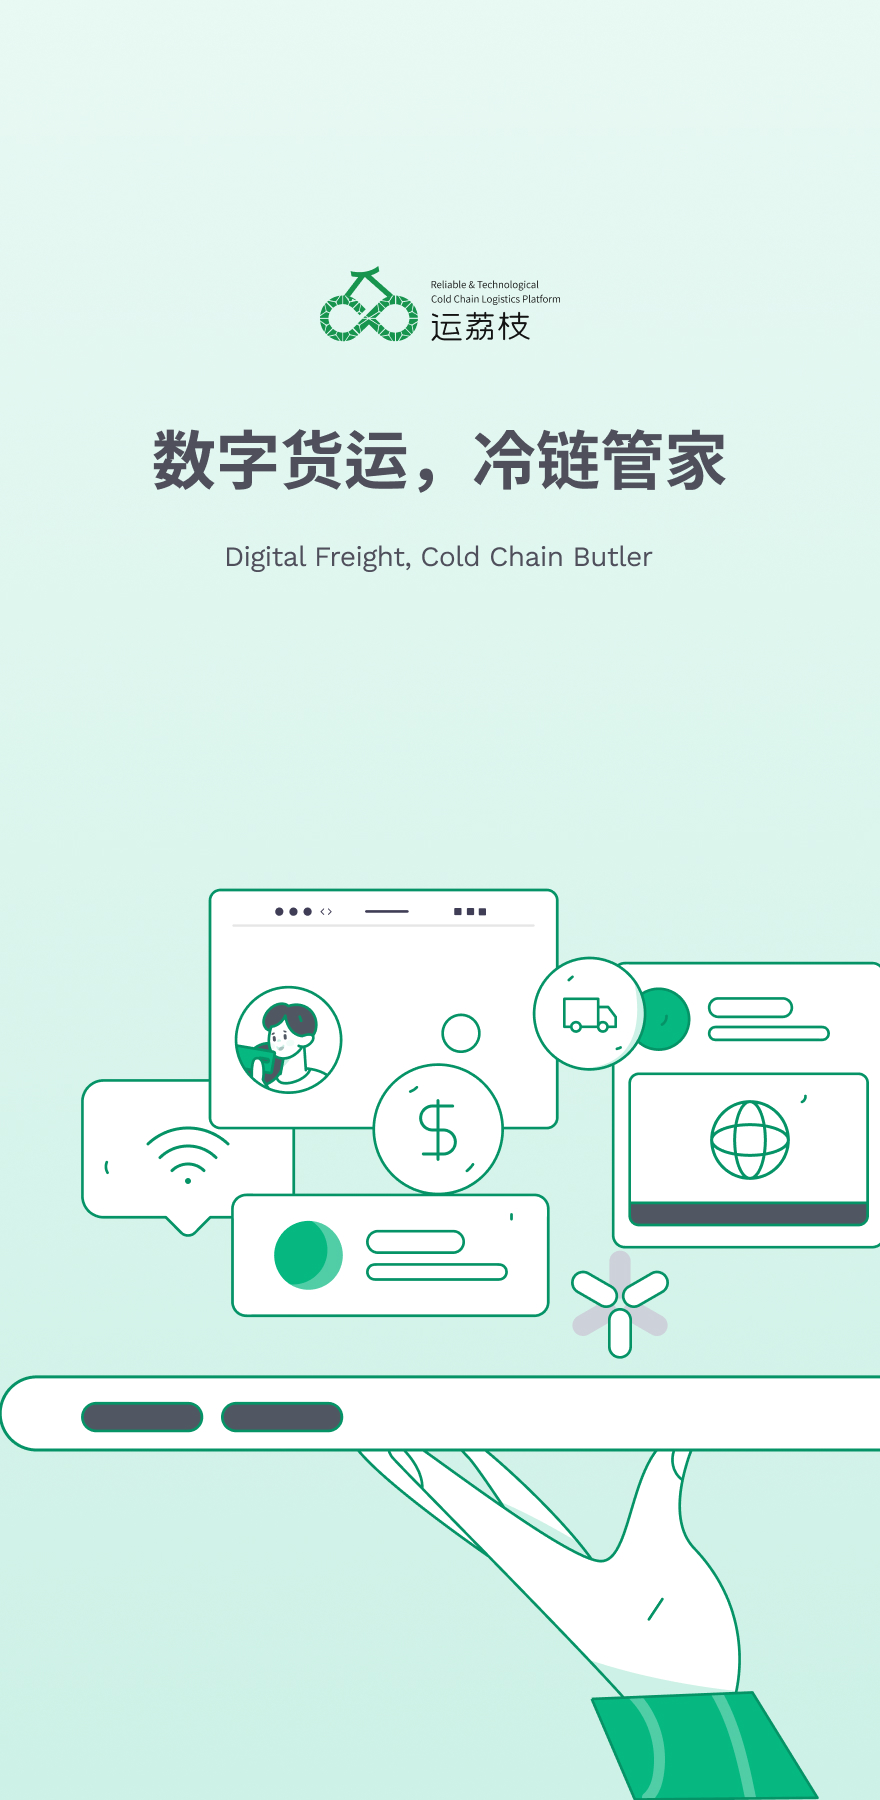 Reliable & Technological
Cold Chain Logistics Platform
运荔枝
数字货运，冷链管家
Digital Freight, Cold Chain Butler